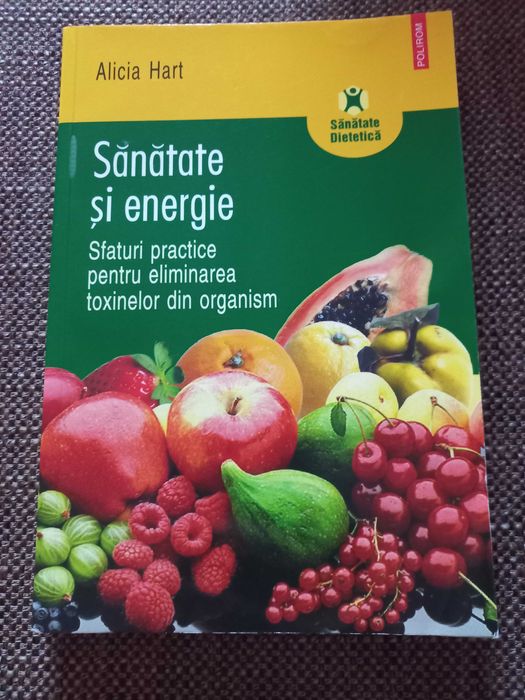 POLIROM
Alicia Hart
Sănătate
Dietetică
Sănătate
și energie
Sfaturi practice
pentru eliminarea
toxinelor din organism